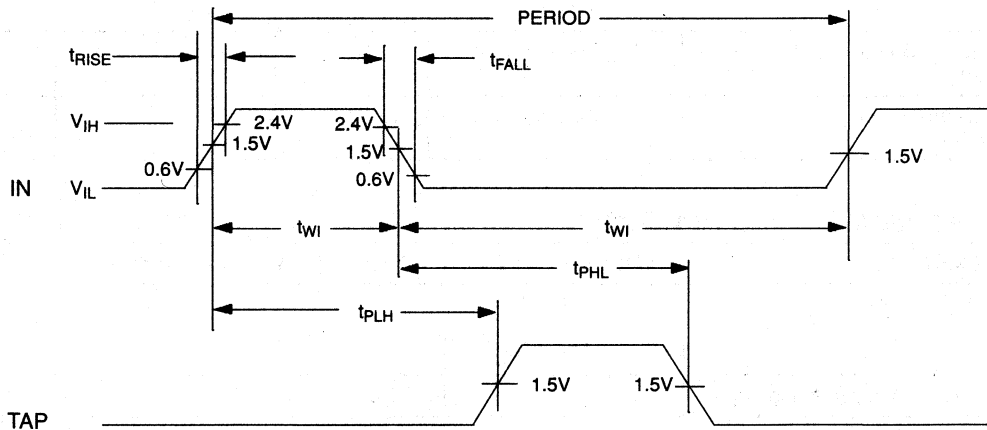 PERIOD
tRISE
tFALL
VIH
2.4V
2.4V
1.5V
1.5V
1.5V
0.6V
0.6V
IN
VIL
tWI
tWI
tPHL
tPLH
1.5V
1.5V
TAP